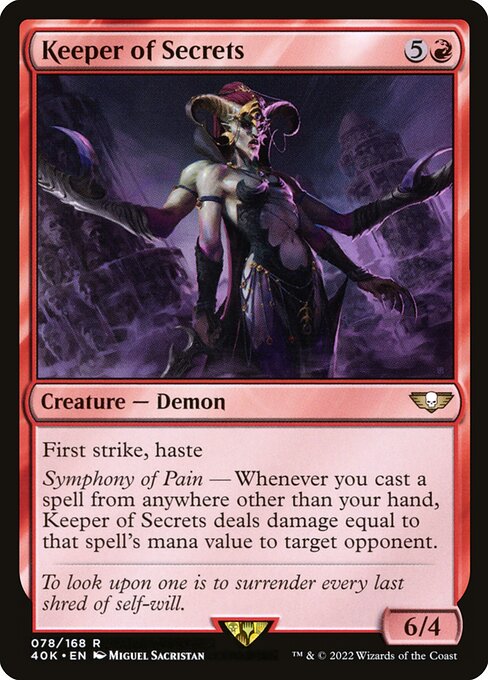 Keeper of Secrets 5
Creature — Demon
First strike, haste
Symphony of Pain — Whenever you cast a
spell from anywhere other than your hand,
Keeper of Secrets deals damage equal to
that spell's mana value to target opponent.
To look upon one is to surrender every last
shred of self-will.
6/4
078/168 R
40K • EN Miguel Sacristan
™ & © 2022 Wizards of the Coast